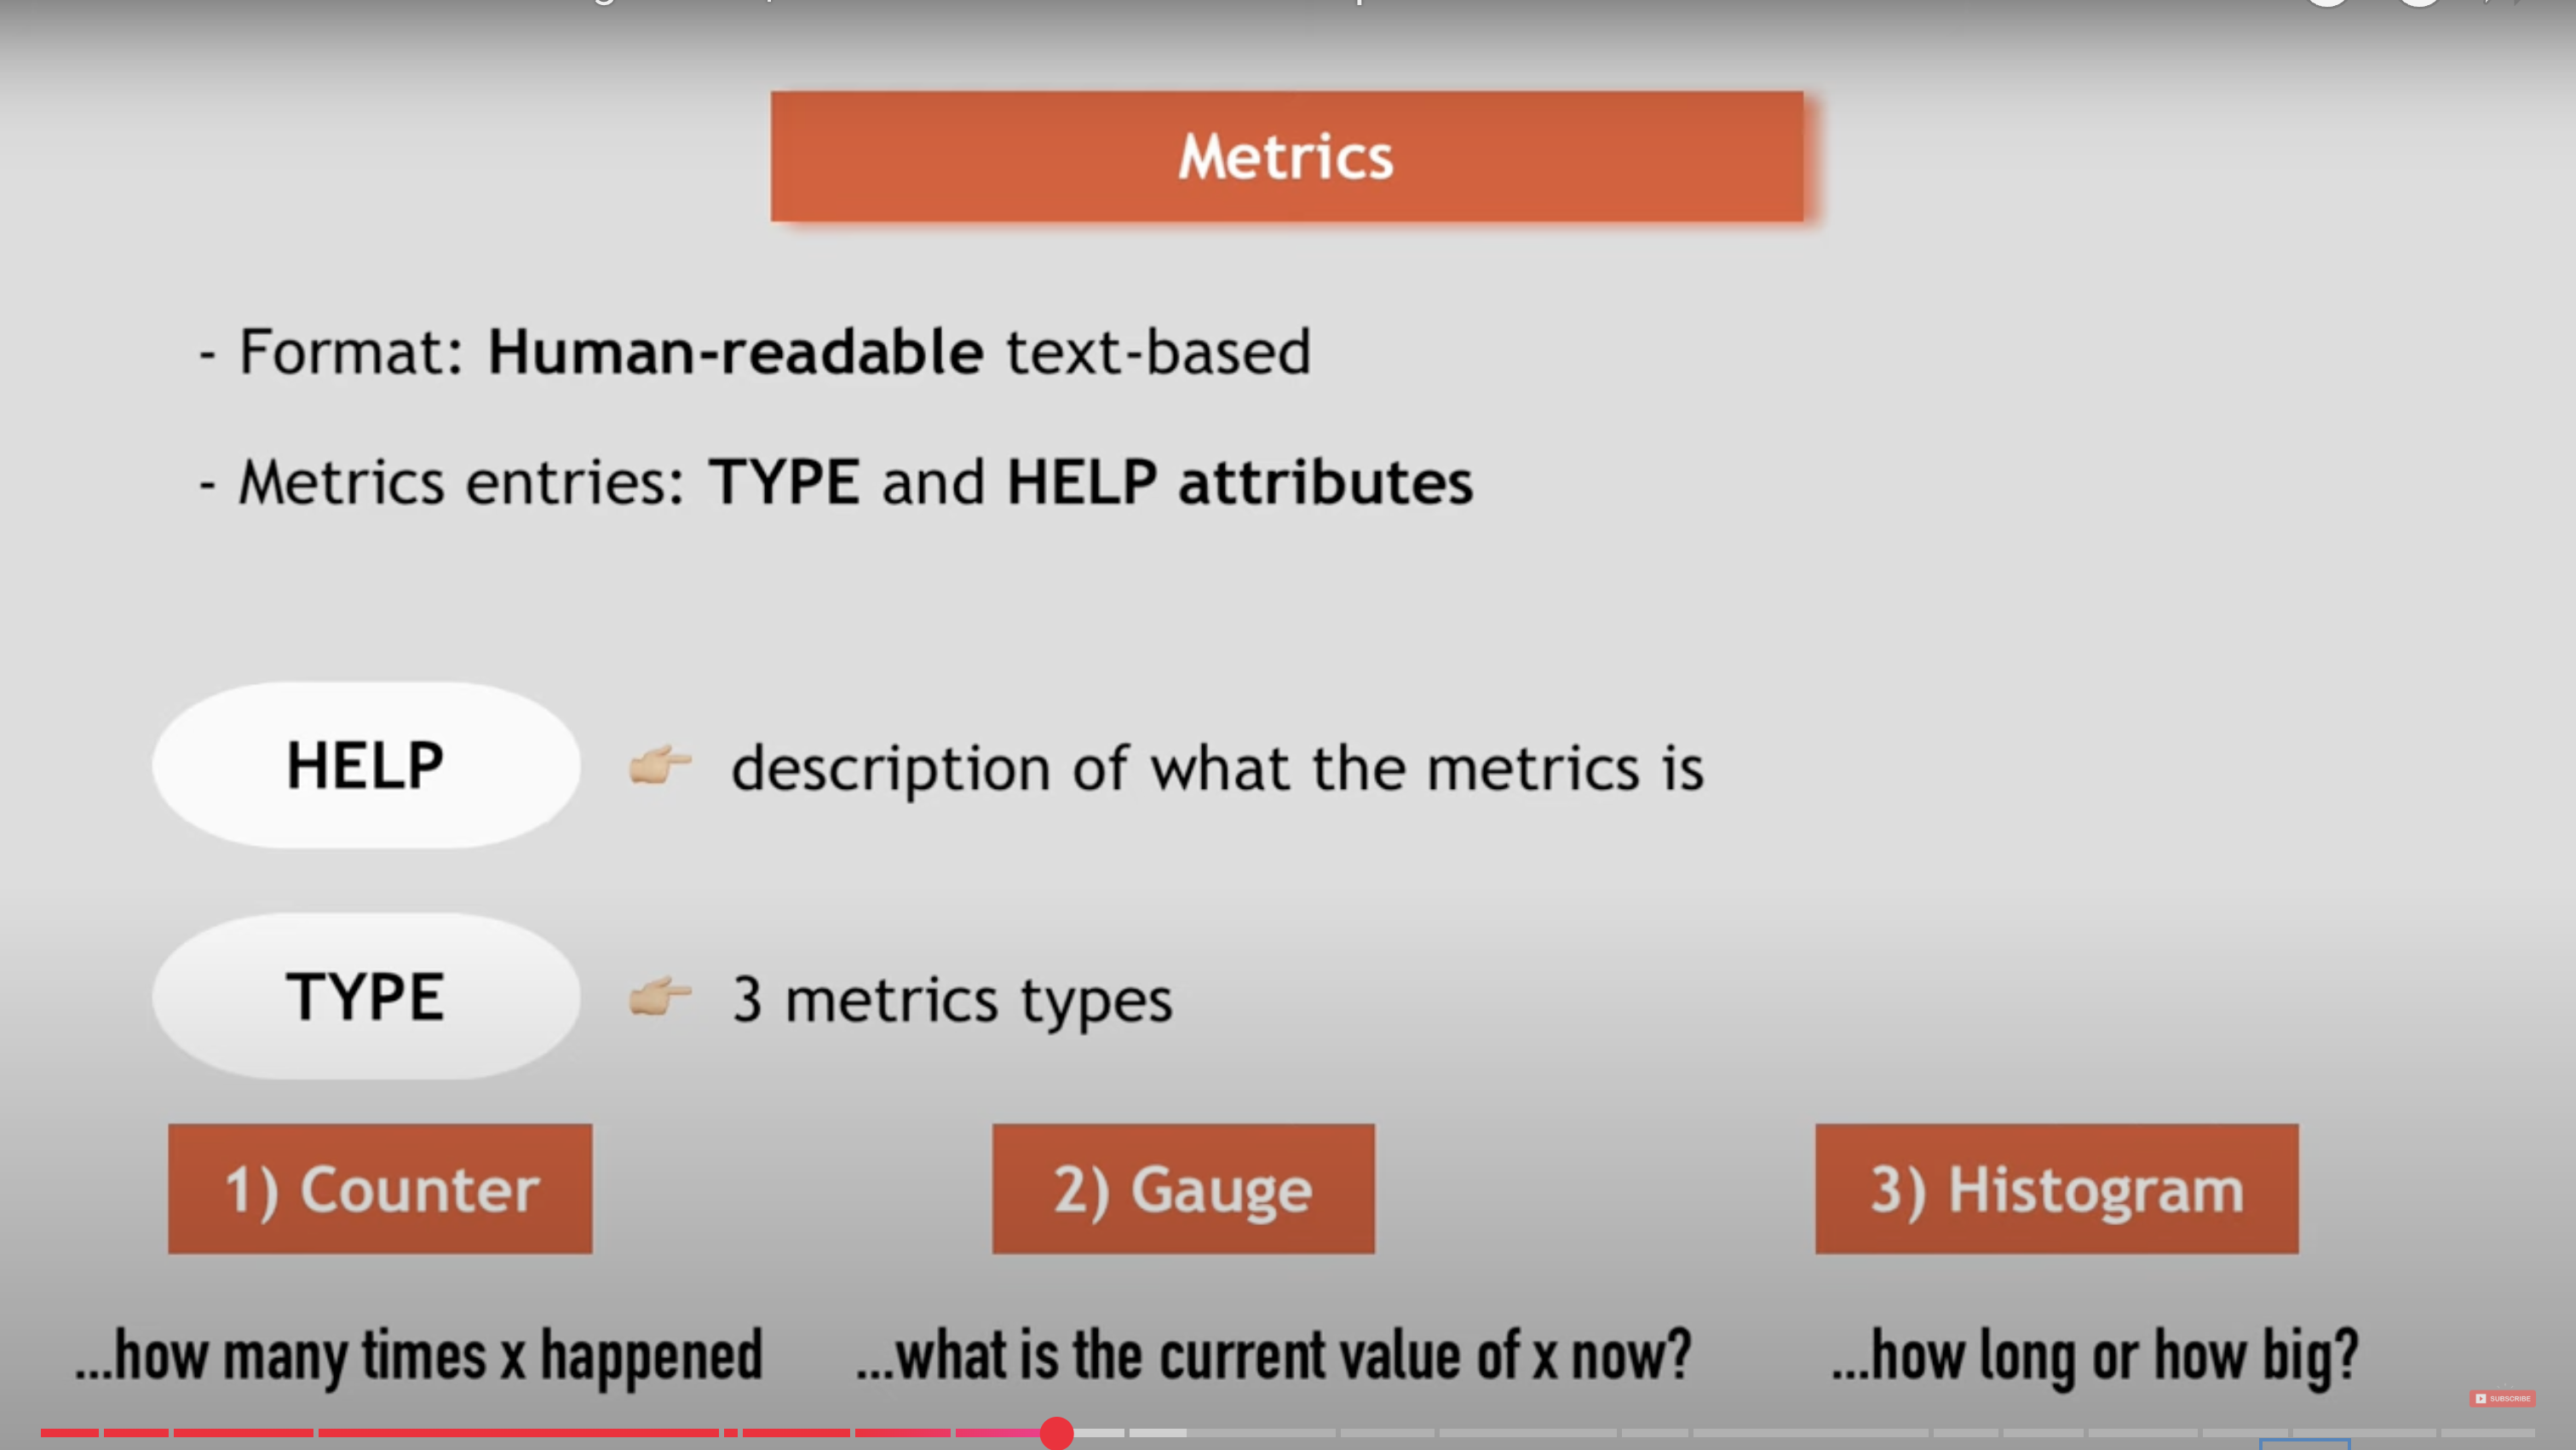 Metrics
- Format: Human-readable text-based
- Metrics entries: TYPE and HELP attributes
HELP
description of what the metrics is
TYPE
3 metrics types
1) Counter
2) Gauge
3) Histogram
...how many times x happened
...what is the current value of x now?
...how long or how big?
SUBSCRIBE